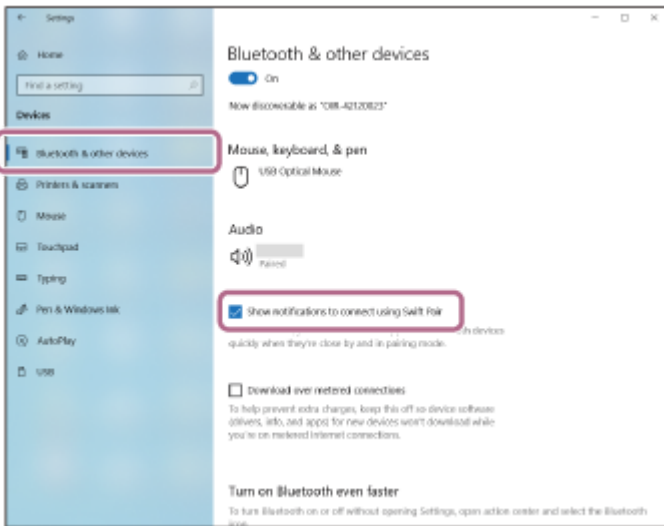 Settings
Home
Find a setting
Devices
Bluetooth & other devices
Printers & scanners
Mouse
Touchpad
Typing
Pen & Windows Ink
AutoPlay
USB
Bluetooth & other devices
On
Now discoverable as
Mouse, keyboard, & pen
USB Optical Mouse
Audio
Paired
Show notifications to connect using Swift Pair
devices
quickly when they're close by and in pairing mode.
Download over metered connections
To help prevent extra charges, keep this off so device software
(drivers, info, and apps) for new devices won't download while
you're on metered Internet connections.
Turn on Bluetooth even faster
To turn Bluetooth on or off without opening Settings, open action center and select the Bluetooth